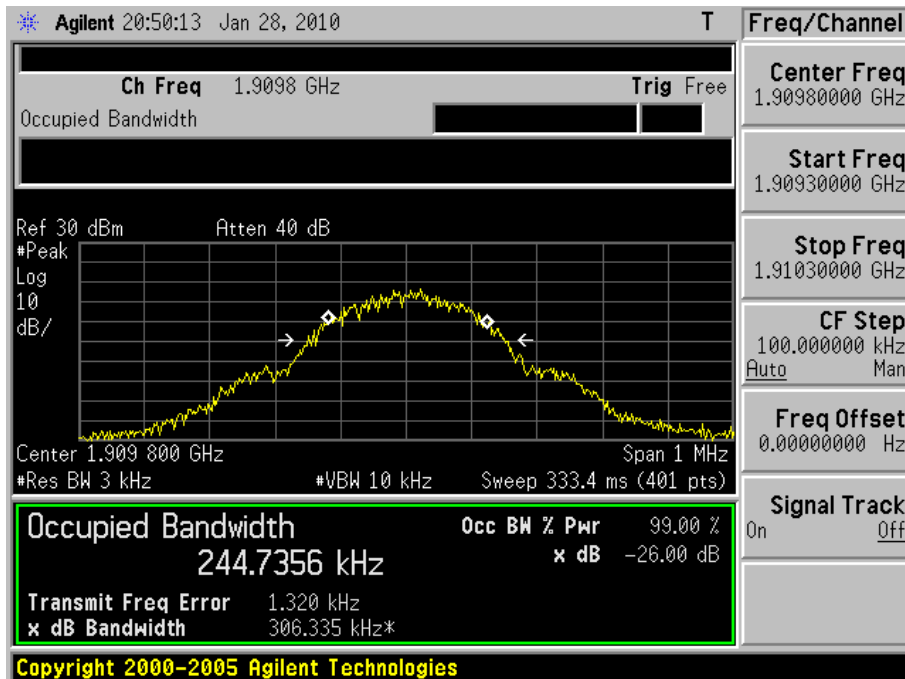 Agilent 20:50:13 Jan 28, 2010 T
Freq/Channel
Ch Freq 1.9098 GHz Trig Free
Occupied Bandwidth
Center Freq
1.90980000 GHz
Start Freq
1.90930000 GHz
Stop Freq
1.91030000 GHz
CF Step
100.000000 kHz
Auto Man
Freq Offset
0.00000000 Hz
Signal Track
On Off
Ref 30 dBm Atten 40 dB
#Peak
Log
10
dB/
Center 1.909 800 GHz Span 1 MHz
#Res BW 3 kHz #VBW 10 kHz Sweep 333.4 ms (401 pts)
Occupied Bandwidth
244.7356 kHz
Occ BW % Pwr 99.00 %
x dB -26.00 dB
Transmit Freq Error 1.320 kHz
x dB Bandwidth 306.335 kHz*
Copyright 2000-2005 Agilent Technologies